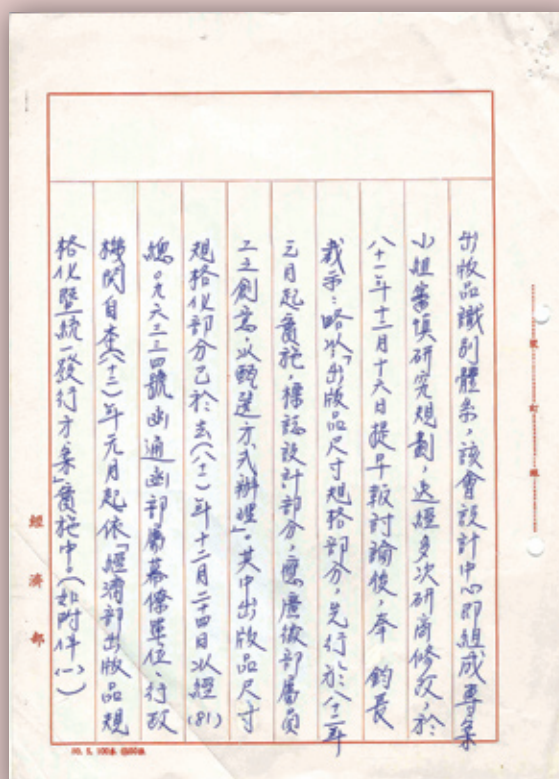 出版品識別體系，該會設計中心即組成專案
小組審慎研究規劃，迭經多次研商修改，於
八十一年十二月十六日提早報討論後，奉　鈞長
裁示：略以「出版品尺寸規格部分，先行於八十二年
元月起實施，標誌設計部分，應廣徵部屬員
工之創意，以甄選方式辦理」。其中出版品尺寸
規格化部分已於去(八十一)年十二月二十四日以經(81)
總0九六三三四號函通函部屬幕僚單位、行政
機關自本(八十二)年元月起依「經濟部出版品規
格化暨統一發行方案」實施中。(如附件(一))
經濟部
裝訂線